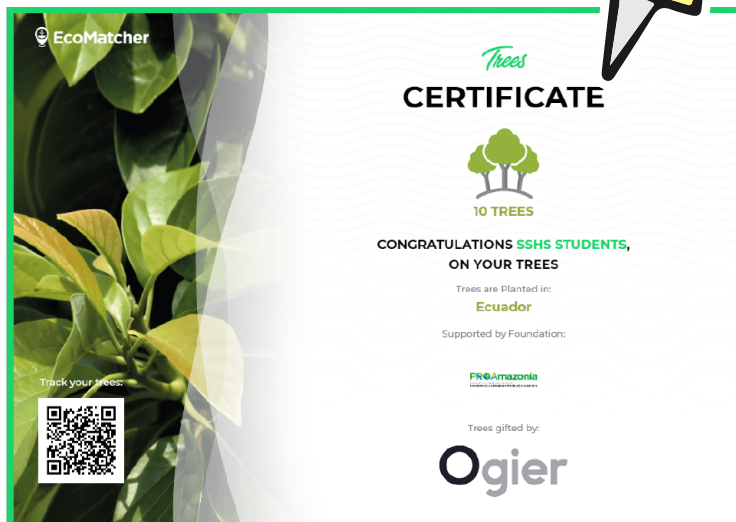 EcoMatcher
Trees
CERTIFICATE
10 TREES
CONGRATULATIONS SSHS STUDENTS,
ON YOUR TREES
Trees are Planted in:
Ecuador
Supported by Foundation:
PROAmazonía
Trees gifted by:
Ogier
Track your trees: